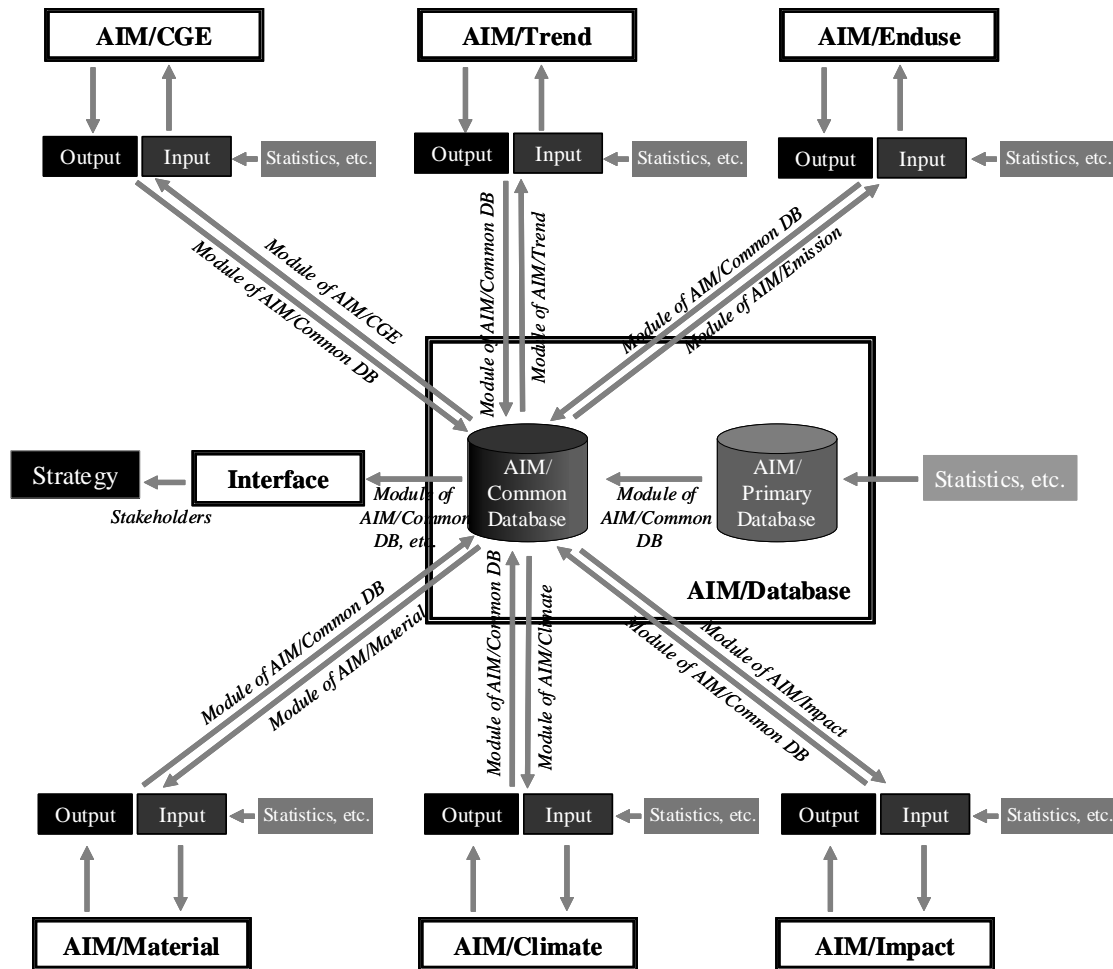 AIM/CGE
AIM/Trend
AIM/Enduse
Output
Input
Statistics, etc.
Output
Input
Statistics, etc.
Output
Input
Statistics, etc.
Module of AIM/CGE
Module of AIM/Common DB
Module of AIM/Common DB
Module of AIM/Trend
Module of AIM/Common DB
Module of AIM/Emission
Strategy
Stakeholders
Interface
Module of
AIM/Common
DB, etc.
AIM/
Common
Database
Module of
AIM/Common
DB
AIM/
Primary
Database
Statistics, etc.
AIM/Database
Module of AIM/Common DB
Module of AIM/Material
Module of AIM/Common DB
Module of AIM/Climate
Module of AIM/Impact
Module of AIM/Common DB
Output
Input
Statistics, etc.
Output
Input
Statistics, etc.
Output
Input
Statistics, etc.
AIM/Material
AIM/Climate
AIM/Impact